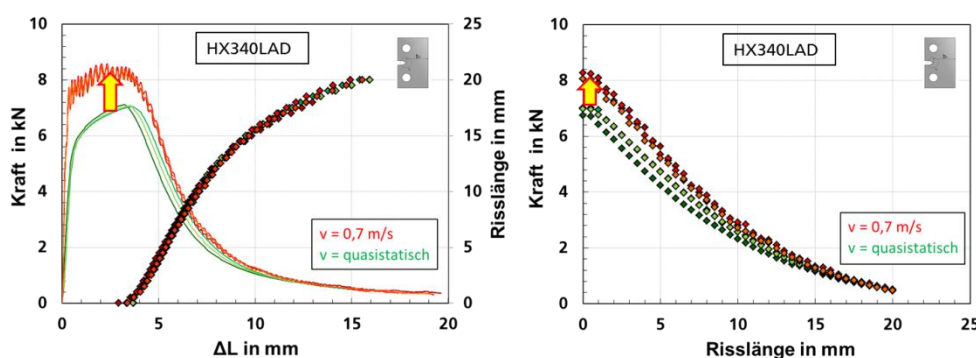 HX340LAD
Kraft in kN
10
8
6
4
2
0
25
20
15
10
5
0
Risslänge in mm
v = 0,7 m/s
v = quasistatisch
0
5
10
15
20
ΔL in mm
HX340LAD
Kraft in kN
10
8
6
4
2
0
v = 0,7 m/s
v = quasistatisch
0
5
10
15
20
25
Risslänge in mm